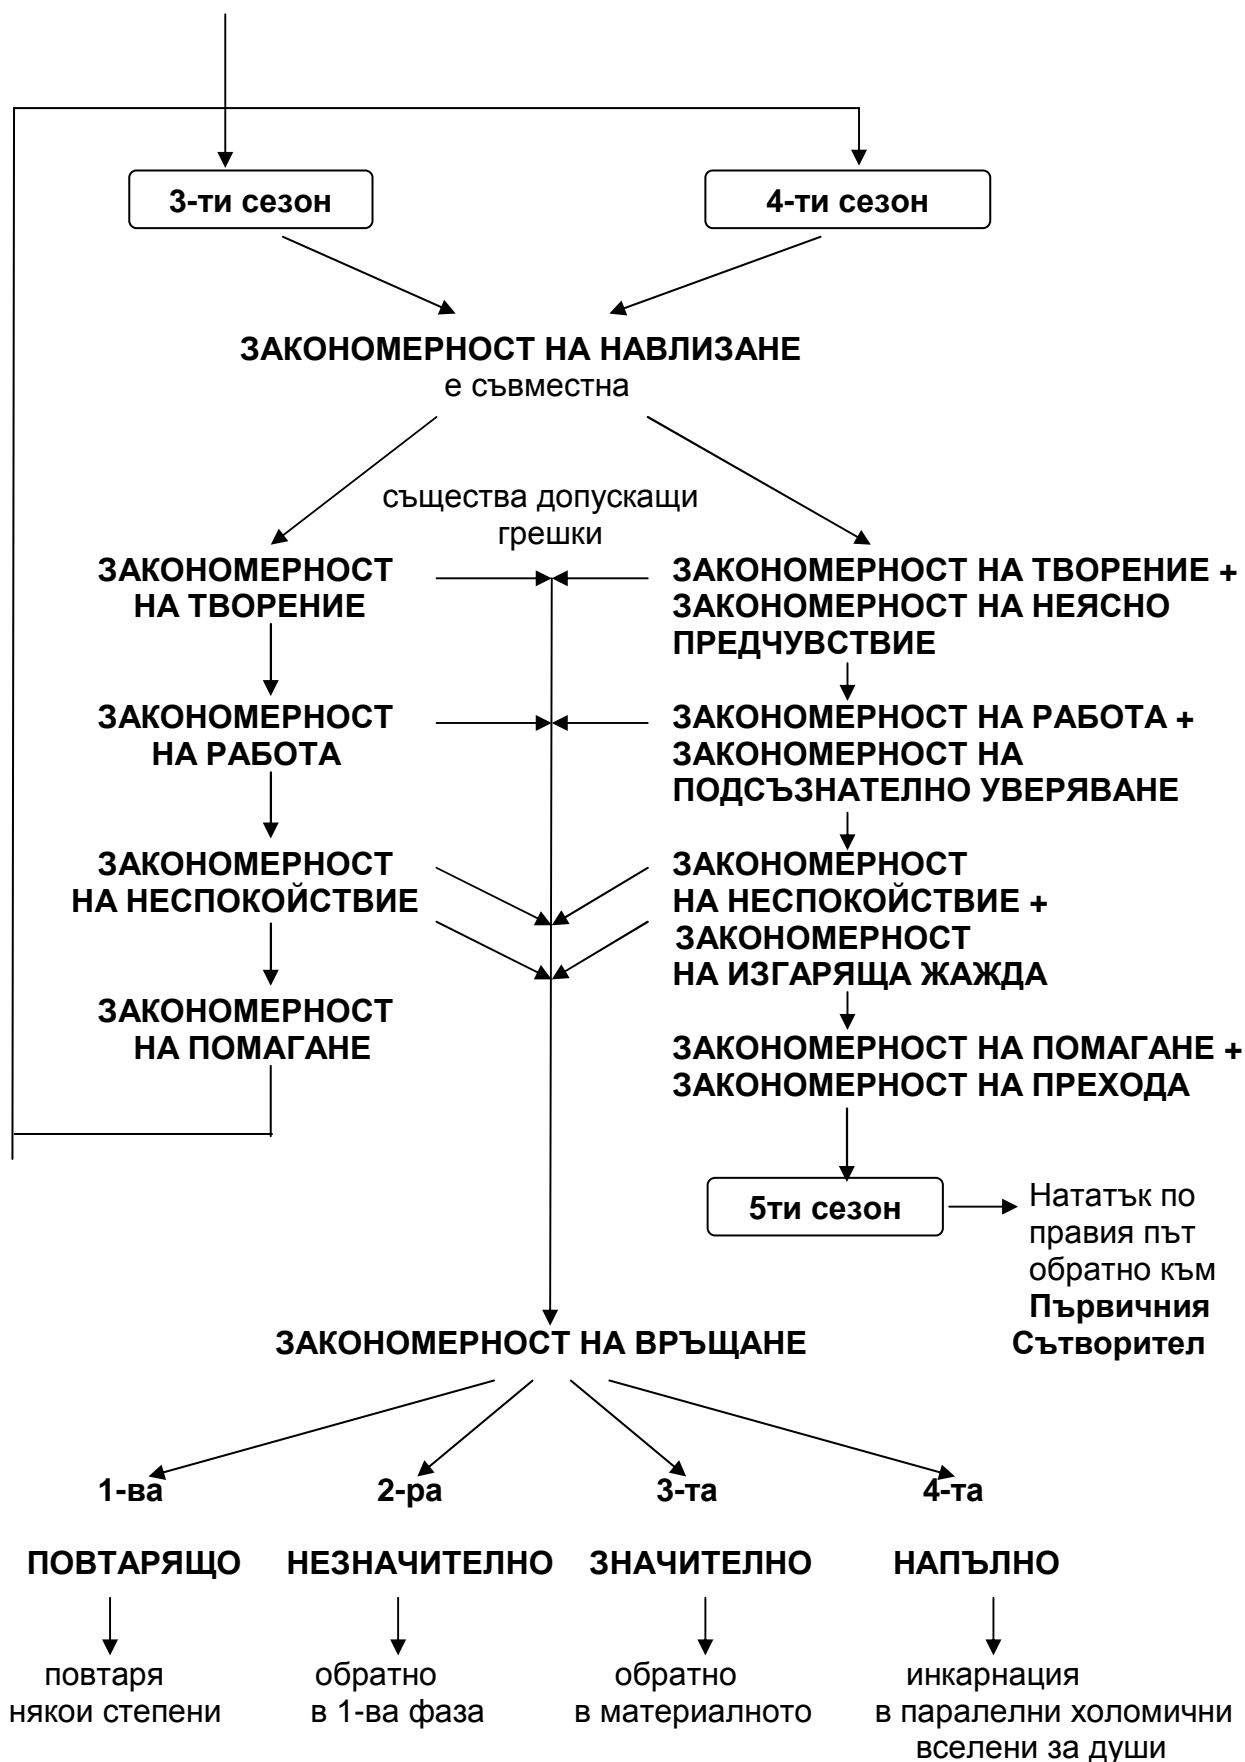 3-ти сезон
4-ти сезон
ЗАКОНОМЕРНОСТ НА НАВЛИЗАНЕ
е съвместна
същества допускащи
грешки
ЗАКОНОМЕРНОСТ
НА ТВОРЕНИЕ
ЗАКОНОМЕРНОСТ НА ТВОРЕНИЕ +
ЗАКОНОМЕРНОСТ НА НЕЯСНО
ПРЕДЧУВСТВИЕ
ЗАКОНОМЕРНОСТ
НА РАБОТА
ЗАКОНОМЕРНОСТ НА РАБОТА +
ЗАКОНОМЕРНОСТ НА
ПОДСЪЗНАТЕЛНО УВЕРЯВАНЕ
ЗАКОНОМЕРНОСТ
НА НЕСПОКОЙСТВИЕ
ЗАКОНОМЕРНОСТ
НА НЕСПОКОЙСТВИЕ +
ЗАКОНОМЕРНОСТ
НА ИЗГАРЯЩА ЖАЖДА
ЗАКОНОМЕРНОСТ
НА ПОМАГАНЕ
ЗАКОНОМЕРНОСТ НА ПОМАГАНЕ +
ЗАКОНОМЕРНОСТ НА ПРЕХОДА
5ти сезон
Нататък по
правия път
обратно към
Първичния
Сътворител
ЗАКОНОМЕРНОСТ НА ВРЪЩАНЕ
1-ва
2-ра
3-та
4-та
ПОВТАРЯЩО
НЕЗНАЧИТЕЛНО
ЗНАЧИТЕЛНО
НАПЪЛНО
повтаря
някои степени
обратно
в 1-ва фаза
обратно
в материалното
инкарнация
в паралелни холомични
вселени за души